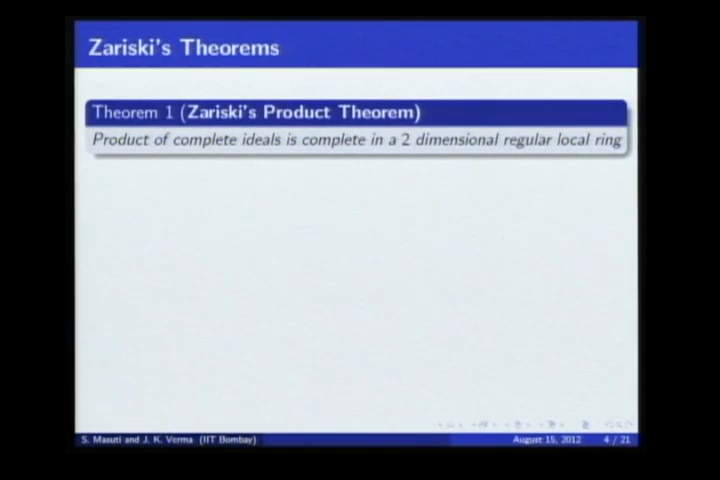 Zariski's Theorems
Theorem 1 (Zariski's Product Theorem)
Product of complete ideals is complete in a 2 dimensional regular local ring
S. Masuti and J. K. Verma (IIT Bombay) August 15, 2012 4 / 21